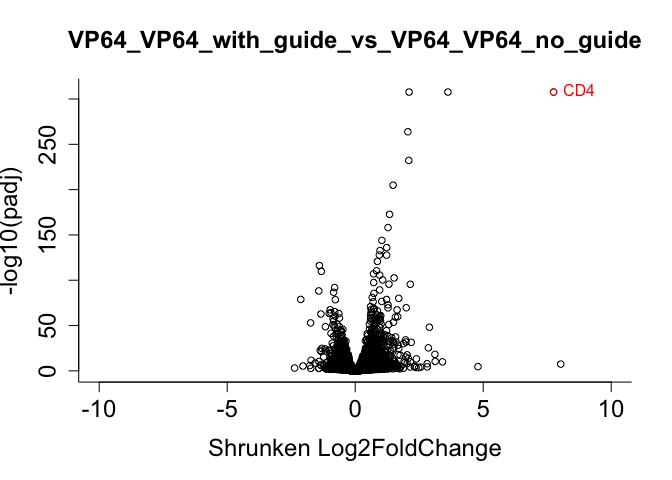 VP64_VP64_with_guide_vs_VP64_VP64_no_guide
CD4
-log10(padj)
250
150
50
0
-10 -5 0 5 10
Shrunken Log2FoldChange